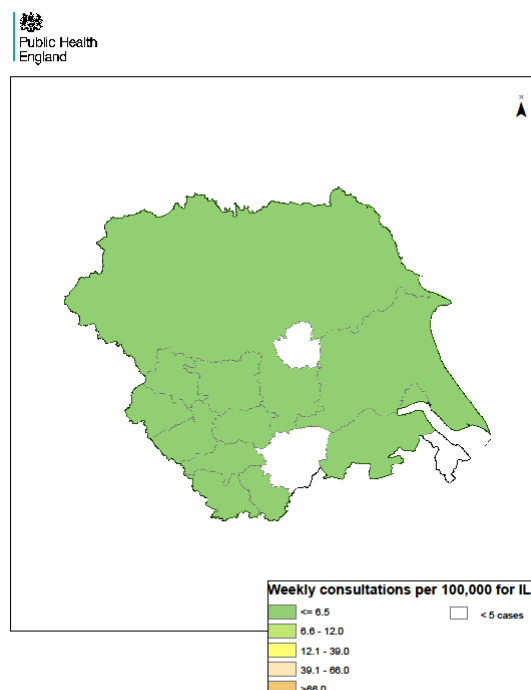 Public Health
England
N
Weekly consultations per 100,000 for IL
<= 6.5
< 5 cases
6.6 - 12.0
12.1 - 39.0
39.1 - 66.0
>66.0